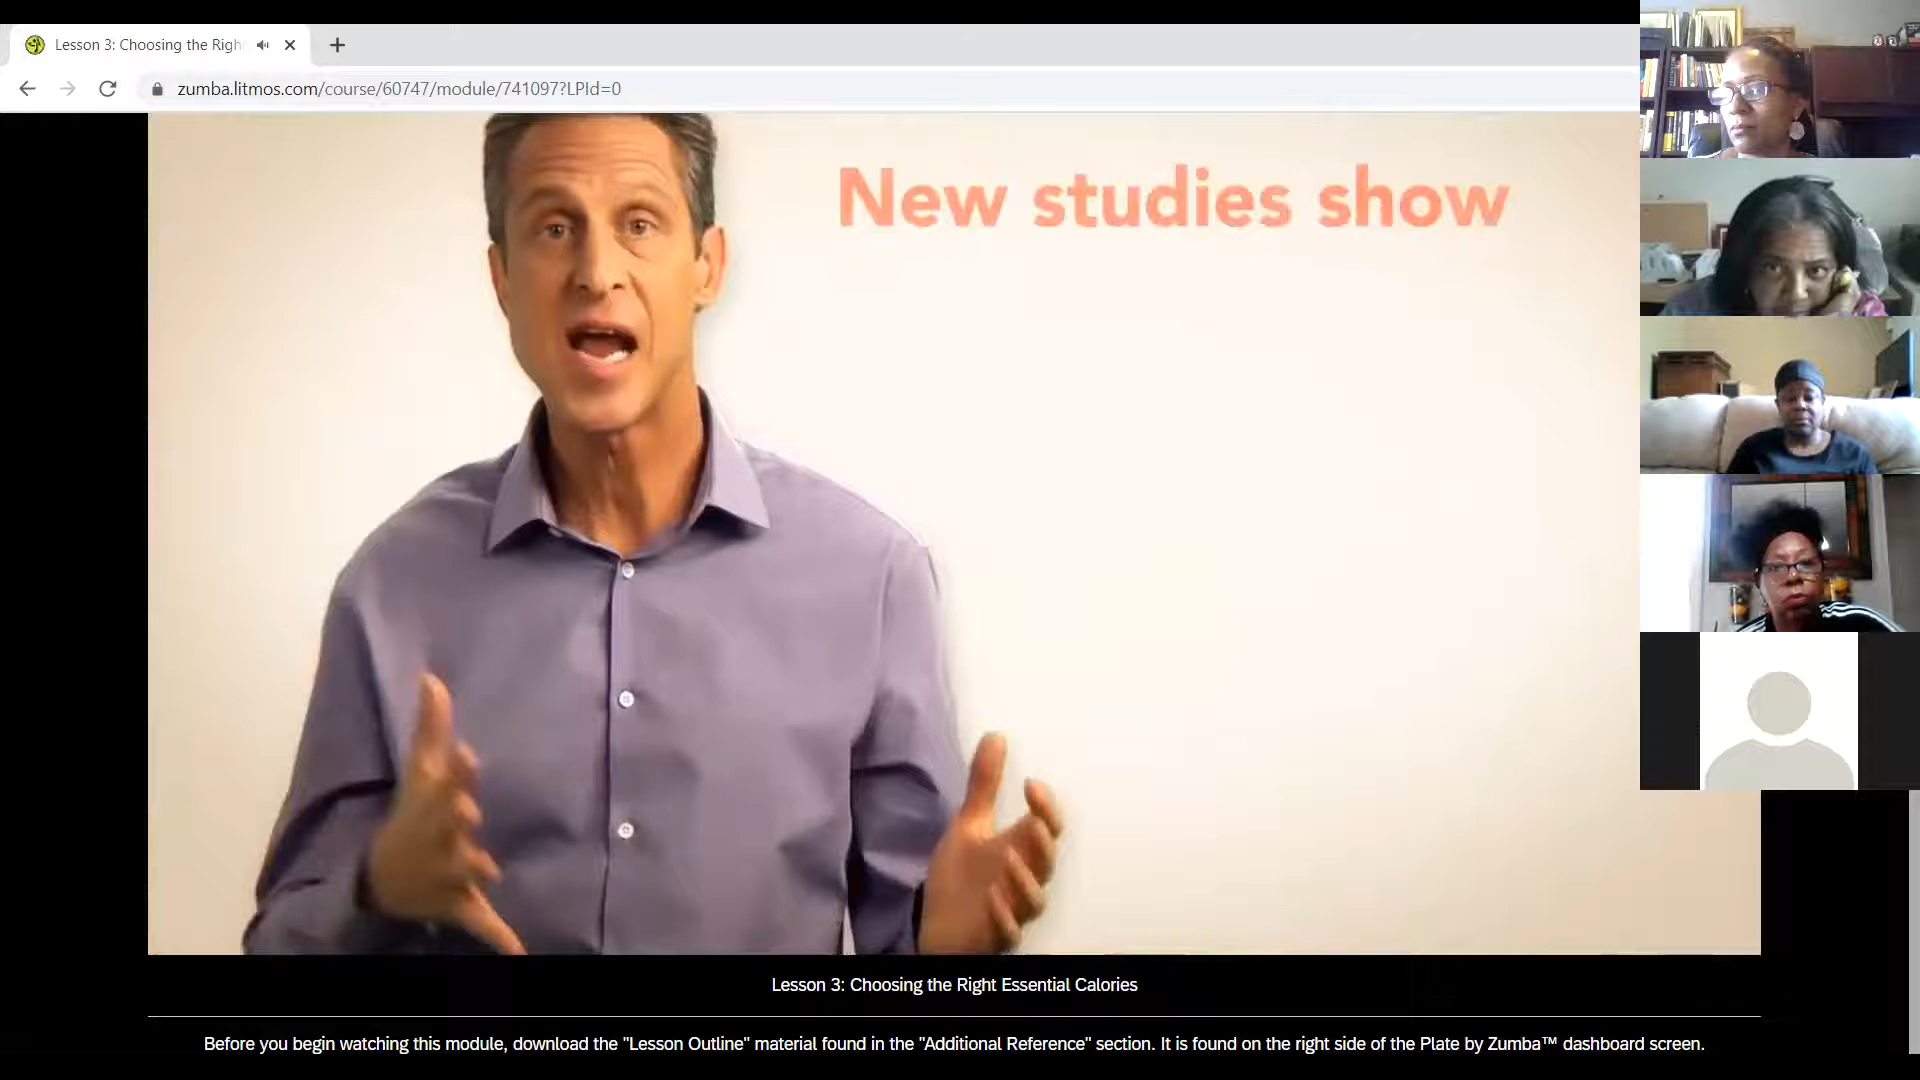 Lesson 3: Choosing the Righ
zumba.litmos.com/course/60747/module/741097?LPId=0
New studies show
Lesson 3: Choosing the Right Essential Calories
Before you begin watching this module, download the "Lesson Outline" material found in the "Additional Reference" section. It is found on the right side of the Plate by Zumba™ dashboard screen.